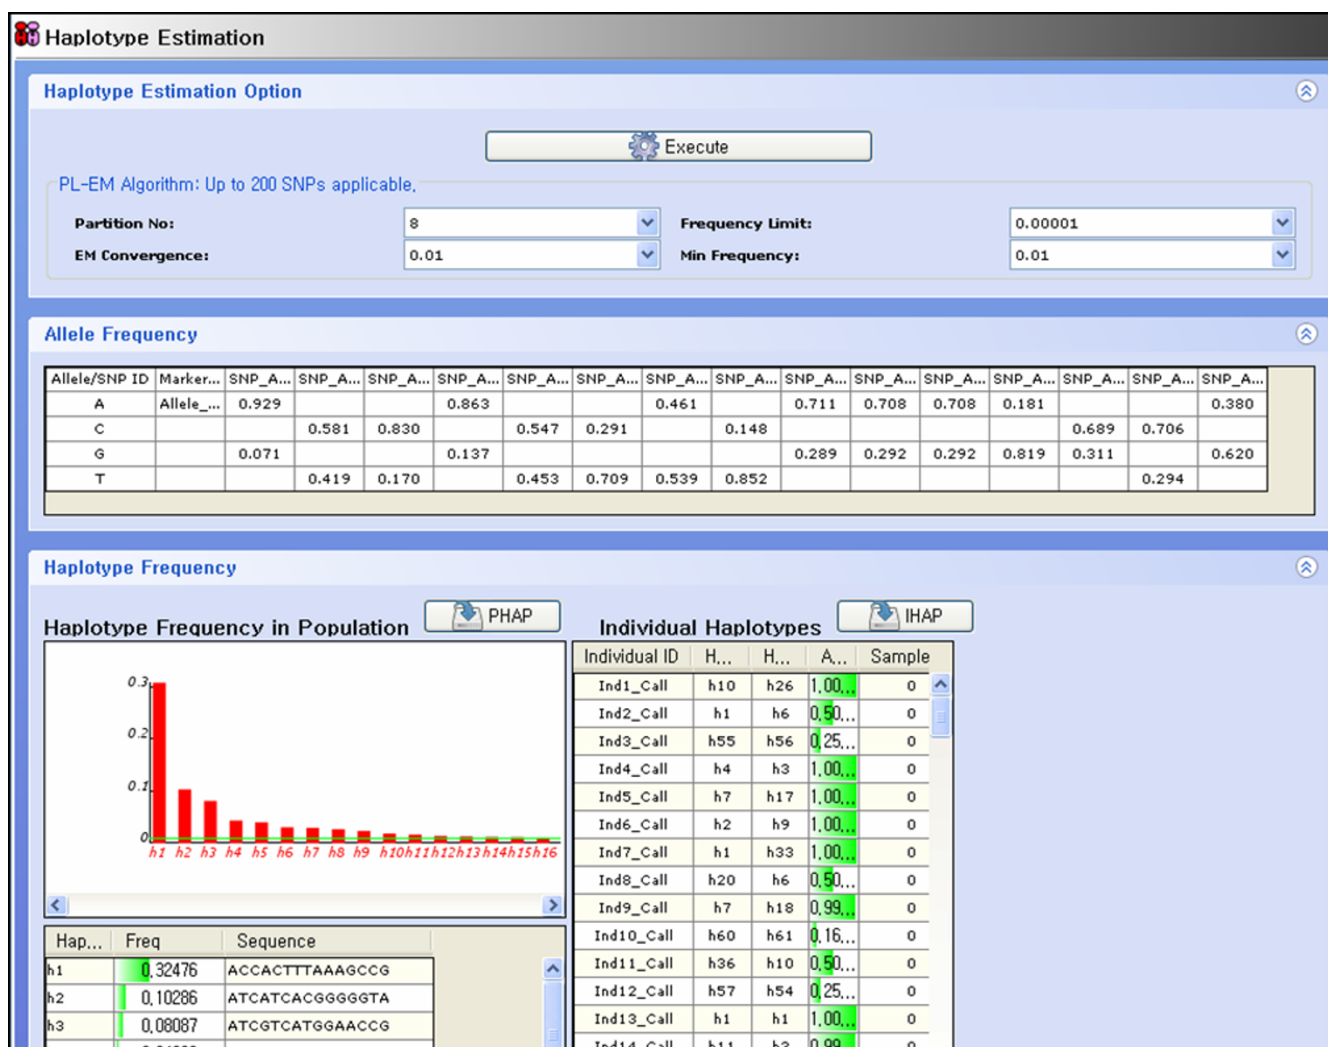 Haplotype Estimation
Haplotype Estimation Option
Execute
PL-EM Algorithm: Up to 200 SNPs applicable,
Partition No: 8 Frequency Limit: 0.00001
EM Convergence: 0.01 Min Frequency: 0.01
Allele Frequency
Allele/SNP ID Marker... SNP_A... SNP_A... SNP_A... SNP_A... SNP_A... SNP_A... SNP_A... SNP_A... SNP_A... SNP_A... SNP_A... SNP_A... SNP_A... SNP_A... SNP_A...
A Allele_... 0.929 0.863 0.461 0.711 0.708 0.708 0.181 0.380
C 0.581 0.830 0.547 0.291 0.148 0.689 0.706
G 0.071 0.137 0.289 0.292 0.292 0.819 0.311 0.620
T 0.419 0.170 0.453 0.709 0.539 0.852 0.294
Haplotype Frequency
Haplotype Frequency in Population PHAP
0.3
0.2
0.1
0
h1 h2 h3 h4 h5 h6 h7 h8 h9 h10 h11 h12 h13 h14 h15 h16
Hap... Freq Sequence
h1 0,32476 ACCACTTTAAAGCCG
h2 0,10286 ATCATCACGGGGGTA
h3 0,08087 ATCGTCATGGAACCG
Individual Haplotypes IHAP
Individual ID H... H... A... Sample
Ind1_Call h10 h26 1,00... 0
Ind2_Call h1 h6 0,50... 0
Ind3_Call h55 h56 0,25... 0
Ind4_Call h4 h3 1,00... 0
Ind5_Call h7 h17 1,00... 0
Ind6_Call h2 h9 1,00... 0
Ind7_Call h1 h33 1,00... 0
Ind8_Call h20 h6 0,50... 0
Ind9_Call h7 h18 0,99... 0
Ind10_Call h60 h61 0,16... 0
Ind11_Call h36 h10 0,50... 0
Ind12_Call h57 h54 0,25... 0
Ind13_Call h1 h1 1,00... 0
Ind14_Call h11 0,99... 0